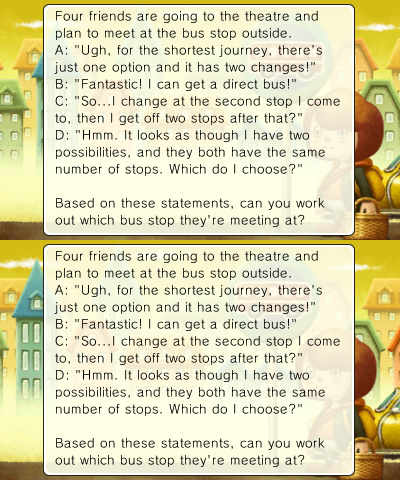 Four friends are going to the theatre and
plan to meet at the bus stop outside.
A: "Ugh, for the shortest journey, there's
just one option and it has two changes!"
B: "Fantastic! I can get a direct bus!"
C: "So...I change at the second stop I come
to, then I get off two stops after that?"
D: "Hmm. It looks as though I have two
possibilities, and they both have the same
number of stops. Which do I choose?"
Based on these statements, can you work
out which bus stop they're meeting at?
Four friends are going to the theatre and
plan to meet at the bus stop outside.
A: "Ugh, for the shortest journey, there's
just one option and it has two changes!"
B: "Fantastic! I can get a direct bus!"
C: "So...I change at the second stop I come
to, then I get off two stops after that?"
D: "Hmm. It looks as though I have two
possibilities, and they both have the same
number of stops. Which do I choose?"
Based on these statements, can you work
out which bus stop they're meeting at?